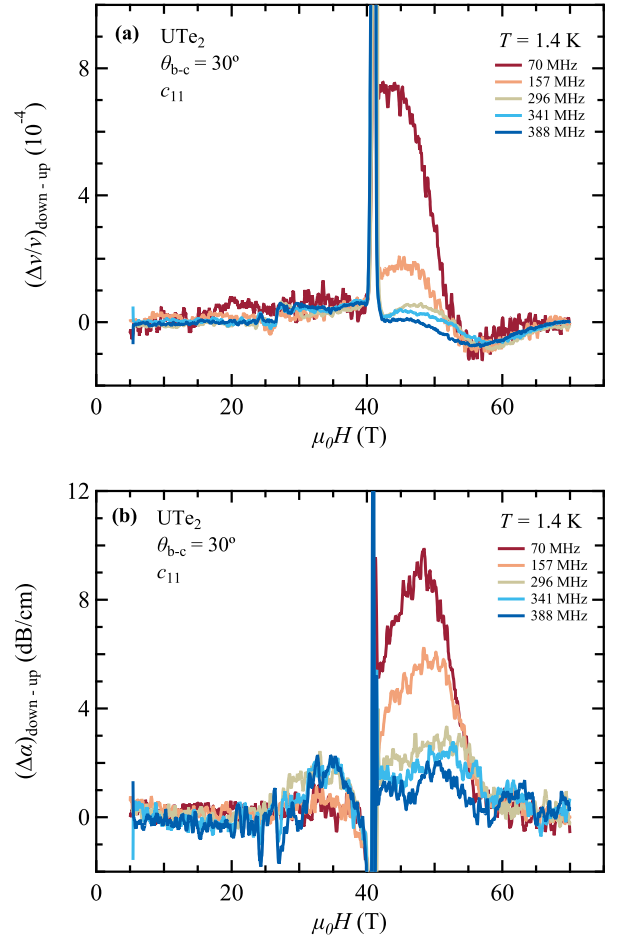 (a)
UTe₂
θb-c = 30º
c₁₁
T = 1.4 K
70 MHz
157 MHz
296 MHz
341 MHz
388 MHz
(Δv/v)down - up (10⁻⁴)
8
4
0
0
20
40
60
μ₀H (T)
(b)
UTe₂
θb-c = 30º
c₁₁
T = 1.4 K
70 MHz
157 MHz
296 MHz
341 MHz
388 MHz
(Δα)down - up (dB/cm)
12
8
4
0
0
20
40
60
μ₀H (T)